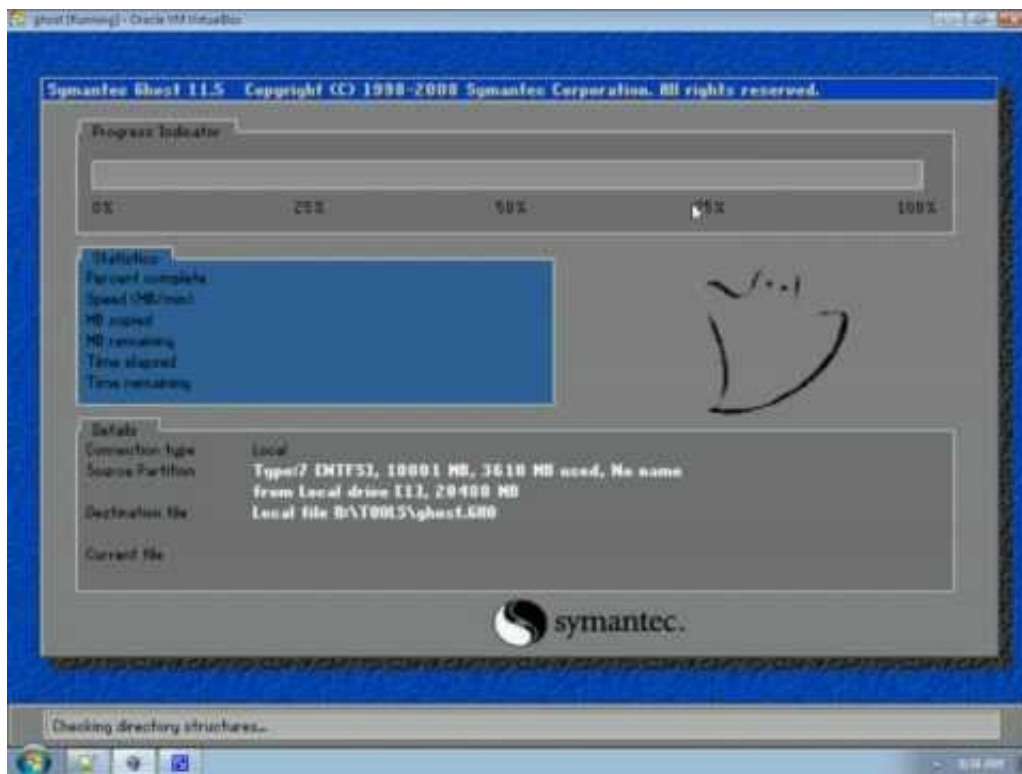 ghost [Running] - Oracle VM VirtualBox
Symantec Ghost 11.5 Copyright (C) 1998-2008 Symantec Corporation. All rights reserved.
Progress Indicator
0% 25% 50% 75% 100%
Statistics
Percent complete
Speed (MB/min)
MB copied
MB remaining
Time elapsed
Time remaining
Details
Connection type Local
Source Partition Type:7 [NTFS], 10001 MB, 3610 MB used, No name
from Local drive [1], 20480 MB
Destination file Local file D:\TOOLS\ghost.GHO
Current file
symantec.
Checking directory structures...